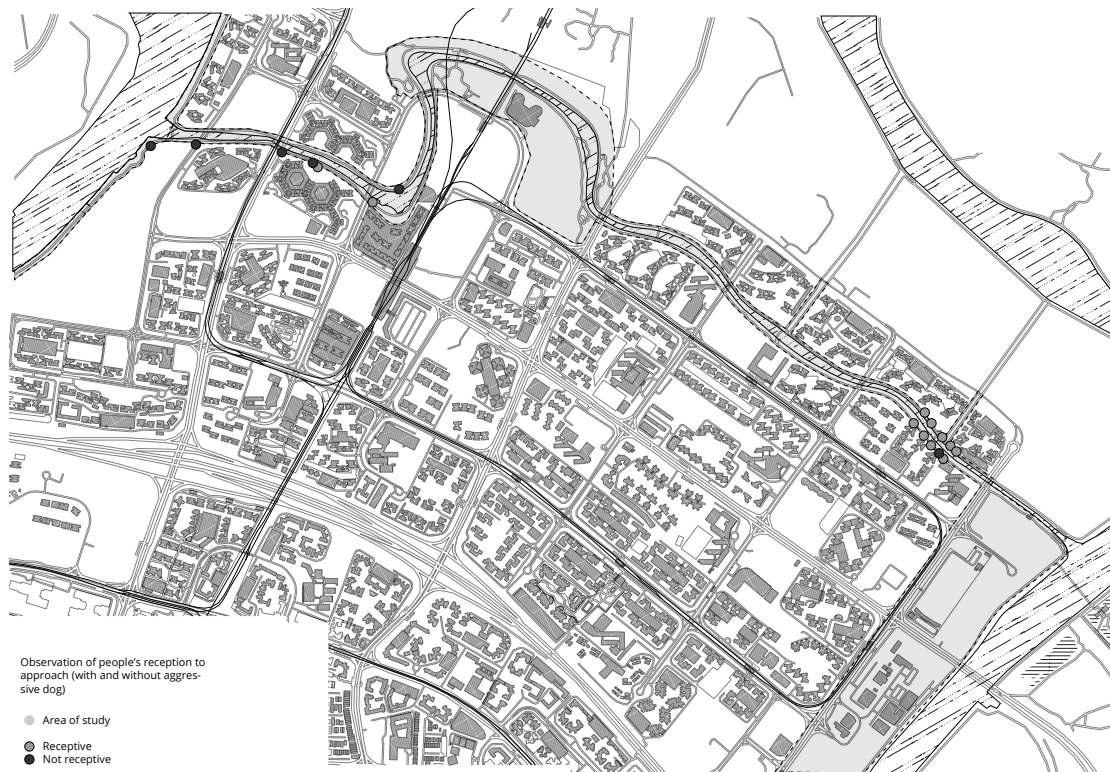 Observation of people's reception to
approach (with and without aggres-
sive dog)
Area of study
Receptive
Not receptive